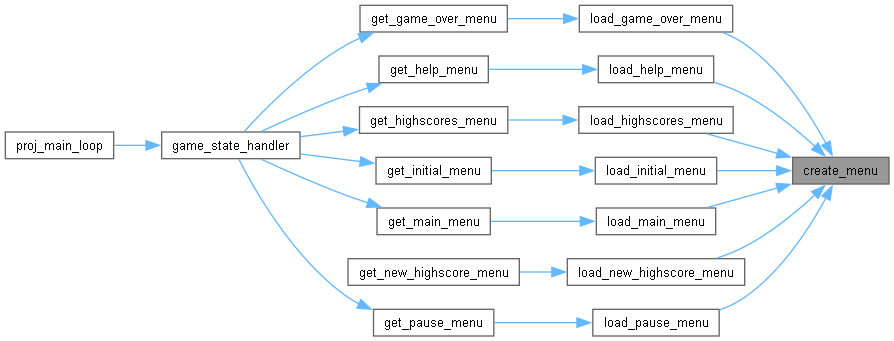 get_game_over_menu
load_game_over_menu
get_help_menu
load_help_menu
get_highscores_menu
load_highscores_menu
proj_main_loop
game_state_handler
get_initial_menu
load_initial_menu
create_menu
get_main_menu
load_main_menu
get_new_highscore_menu
load_new_highscore_menu
get_pause_menu
load_pause_menu